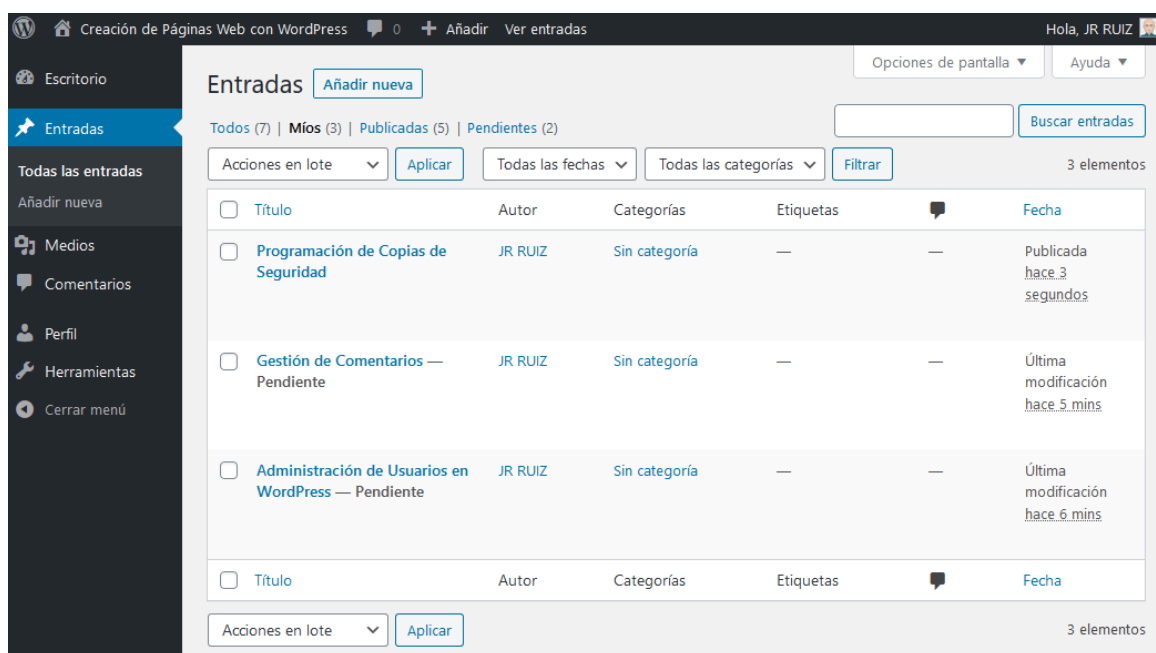 Creación de Páginas Web con WordPress 0 Añadir Ver entradas Hola, JR RUIZ
Opciones de pantalla ▼ Ayuda ▼
Escritorio
Entradas
Todas las entradas
Añadir nueva
Medios
Comentarios
Perfil
Herramientas
Cerrar menú
Entradas Añadir nueva
Todos (7) | Míos (3) | Publicadas (5) | Pendientes (2)
Buscar entradas
Acciones en lote Aplicar Todas las fechas Todas las categorías Filtrar 3 elementos
Título Autor Categorías Etiquetas Fecha
Programación de Copias de JR RUIZ Sin categoría — — Publicada
Seguridad hace 3
segundos
Gestión de Comentarios — JR RUIZ Sin categoría — — Última
Pendiente modificación
hace 5 mins
Administración de Usuarios en JR RUIZ Sin categoría — — Última
WordPress — Pendiente modificación
hace 6 mins
Título Autor Categorías Etiquetas Fecha
Acciones en lote Aplicar 3 elementos